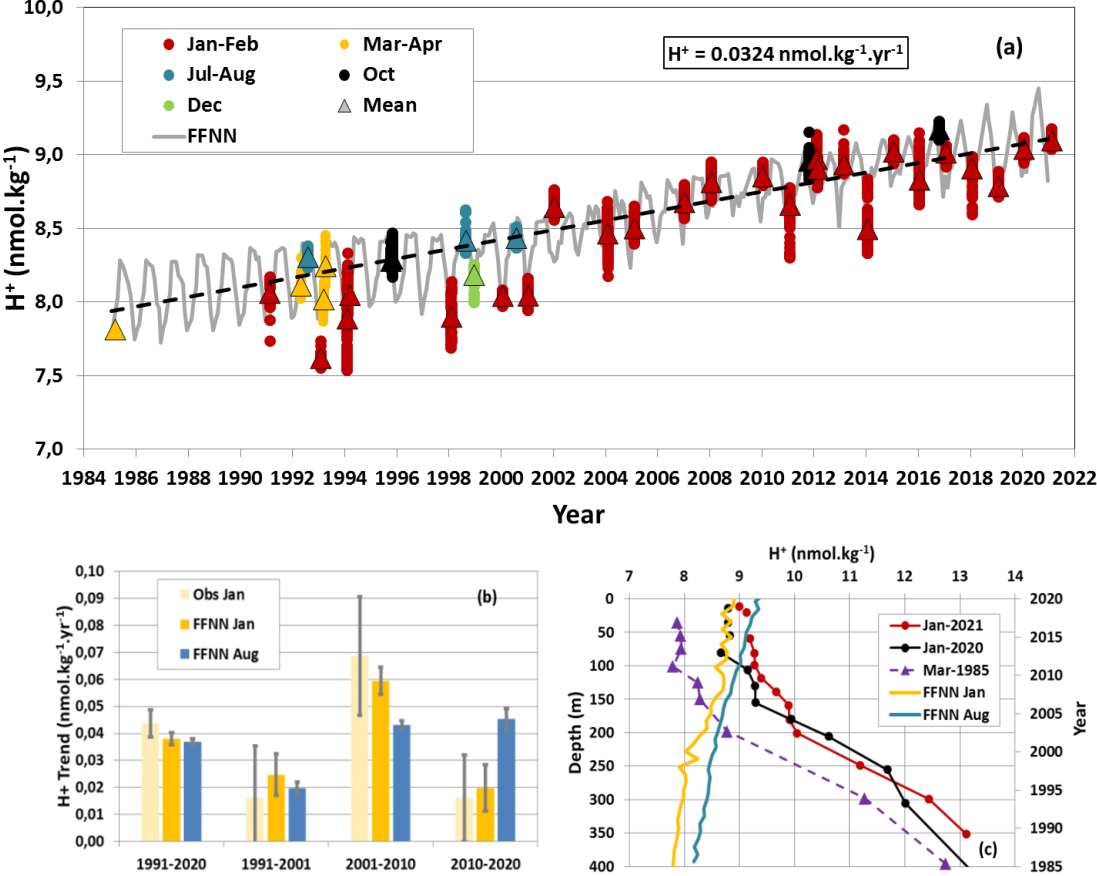 10,0
9,5
9,0
8,5
8,0
7,5
7,0
H⁺ (nmol.kg⁻¹)
Jan-Feb
Mar-Apr
Jul-Aug
Oct
Dec
Mean
FFNN
H⁺ = 0.0324 nmol.kg⁻¹.yr⁻¹
(a)
1984 1986 1988 1990 1992 1994 1996 1998 2000 2002 2004 2006 2008 2010 2012 2014 2016 2018 2020 2022
Year
H+ Trend (nmol.kg⁻¹.yr⁻¹)
0,10
0,09
0,08
0,07
0,06
0,05
0,04
0,03
0,02
0,01
0,00
Obs Jan
FFNN Jan
FFNN Aug
(b)
1991-2020 1991-2001 2001-2010 2010-2020
H⁺ (nmol.kg⁻¹)
7 8 9 10 11 12 13 14
Depth (m)
0
50
100
150
200
250
300
350
400
Jan-2021
Jan-2020
Mar-1985
FFNN Jan
FFNN Aug
(c)
2020
2015
2010
2005
2000
1995
1990
1985
Year